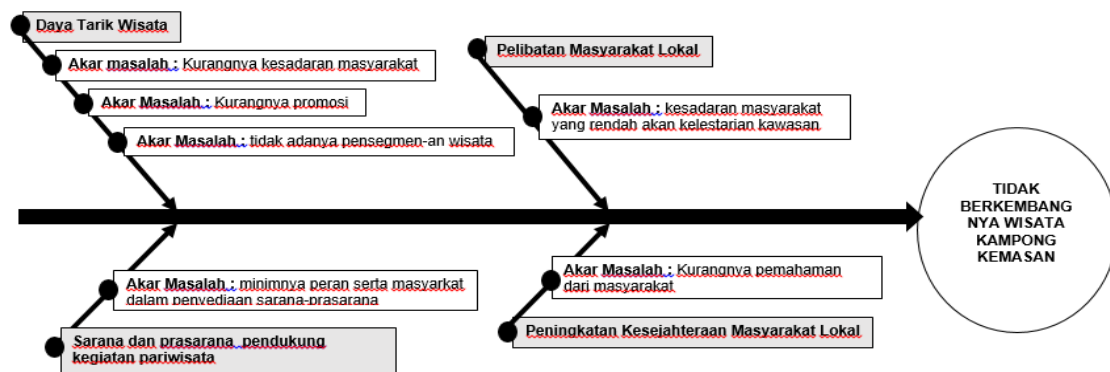 Daya Tarik Wisata
Akar masalah : Kurangnya kesadaran masyarakat
Akar Masalah : Kurangnya promosi
Akar Masalah : tidak adanya pensegmen-an wisata
Pelibatan Masyarakat Lokal
Akar Masalah : kesadaran masyarakat
yang rendah akan kelestarian kawasan
TIDAK
BERKEMBANG
NYA WISATA
KAMPONG
KEMASAN
Akar Masalah : minimnya peran serta masyarkat
dalam penyediaan sarana-prasarana
Sarana dan prasarana pendukung
kegiatan pariwisata
Akar Masalah : Kurangnya pemahaman
dari masyarakat
Peningkatan Kesejahteraan Masyarakat Lokal